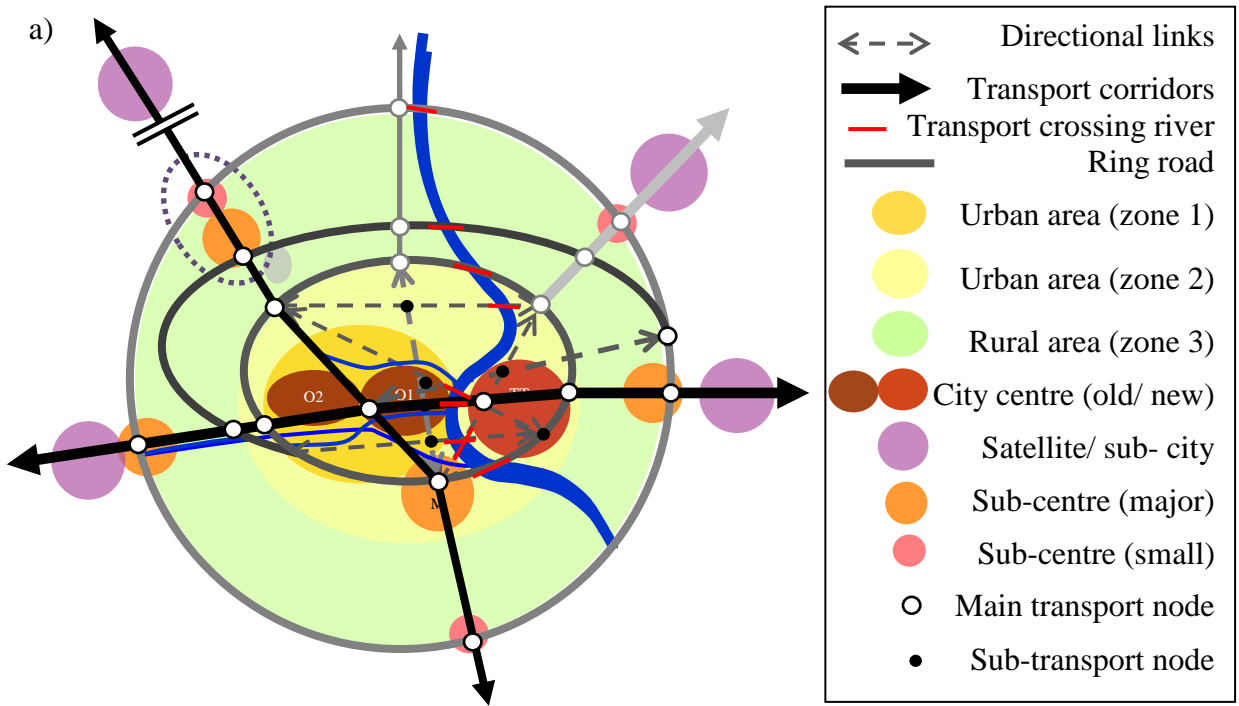 a)
Directional links
Transport corridors
Transport crossing river
Ring road
Urban area (zone 1)
Urban area (zone 2)
Rural area (zone 3)
City centre (old/ new)
Satellite/ sub- city
Sub-centre (major)
Sub-centre (small)
Main transport node
Sub-transport node
O2
O1